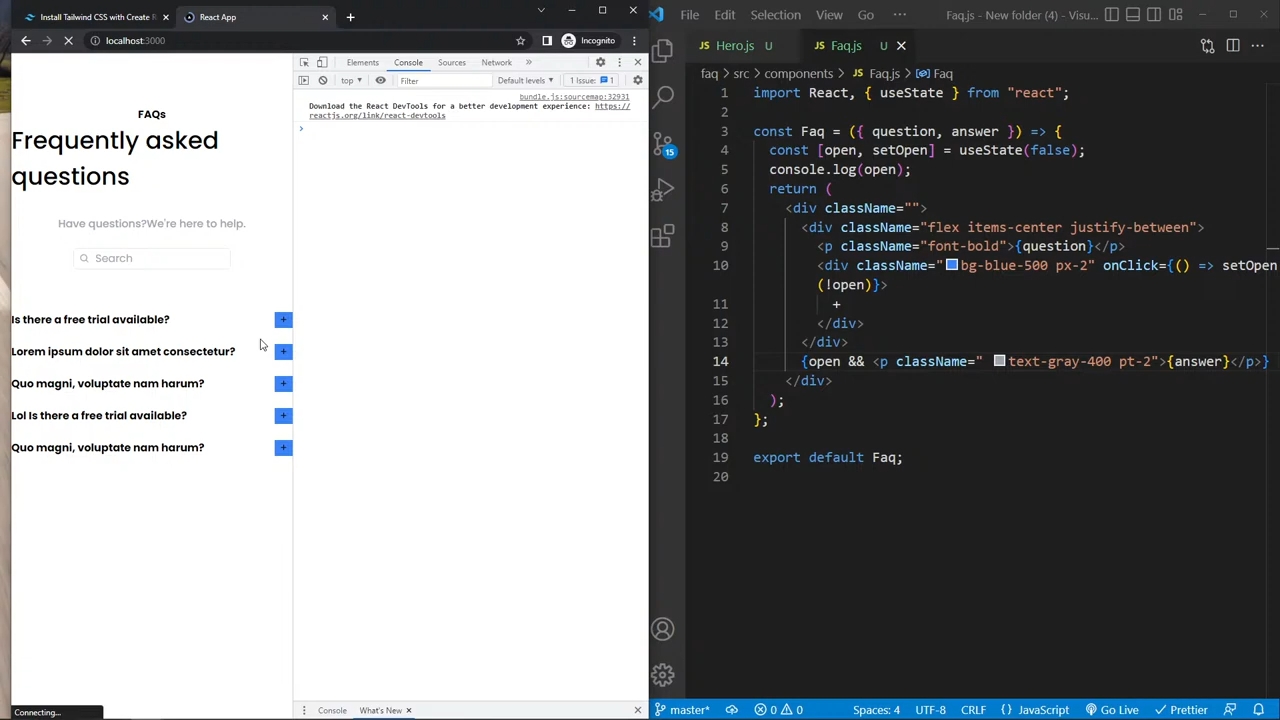 Install Tailwind CSS with Create R
React App
localhost:3000
Incognito
FAQs
Frequently asked
questions
Have questions?We're here to help.
Search
Is there a free trial available?
+
Lorem ipsum dolor sit amet consectetur?
+
Quo magni, voluptate nam harum?
+
Lol Is there a free trial available?
+
Quo magni, voluptate nam harum?
+
Connecting...
Elements
Console
Sources
Network
»
top
Filter
Default levels
1 Issue:
1
bundle.js:sourcemap:32931
Download the React DevTools for a better development experience: https://
reactjs.org/link/react-devtools
Console
What's New
File
Edit
Selection
View
Go
···
Faq.js - New folder (4) - Visu...
JS Hero.js U
JS Faq.js U
faq > src > components > JS Faq.js > Faq
15
1 import React, { useState } from "react";
2
3 const Faq = ({ question, answer }) => {
4 const [open, setOpen] = useState(false);
5 console.log(open);
6 return (
7 <div className="">
8 <div className="flex items-center justify-between">
9 <p className="font-bold">{question}</p>
10 <div className="bg-blue-500 px-2" onClick={() => setOpen
(!open)}>
11 +
12 </div>
13 </div>
14 {open && <p className=" text-gray-400 pt-2">{answer}</p>}
15 </div>
16 );
17 };
18
19 export default Faq;
20
master*
0
0
Spaces: 4
UTF-8
CRLF
{ } JavaScript
Go Live
Prettier